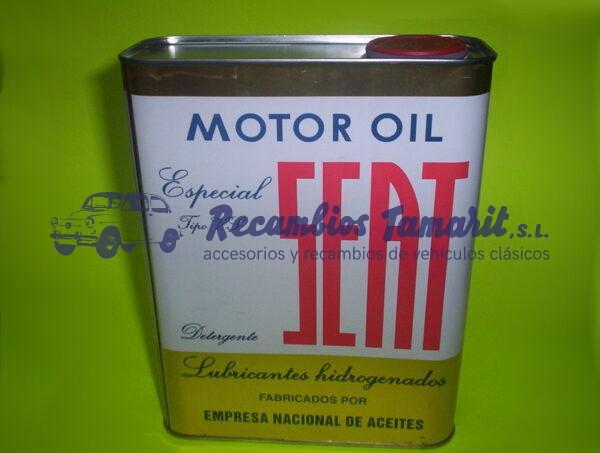 MOTOR OIL
Especial
SEAT
Tipo
Recambios Tamarit, S.L.
accesorios y recambios de vehículos clásicos
Detergente
Lubricantes hidrogenados
FABRICADOS POR
EMPRESA NACIONAL DE ACEITES